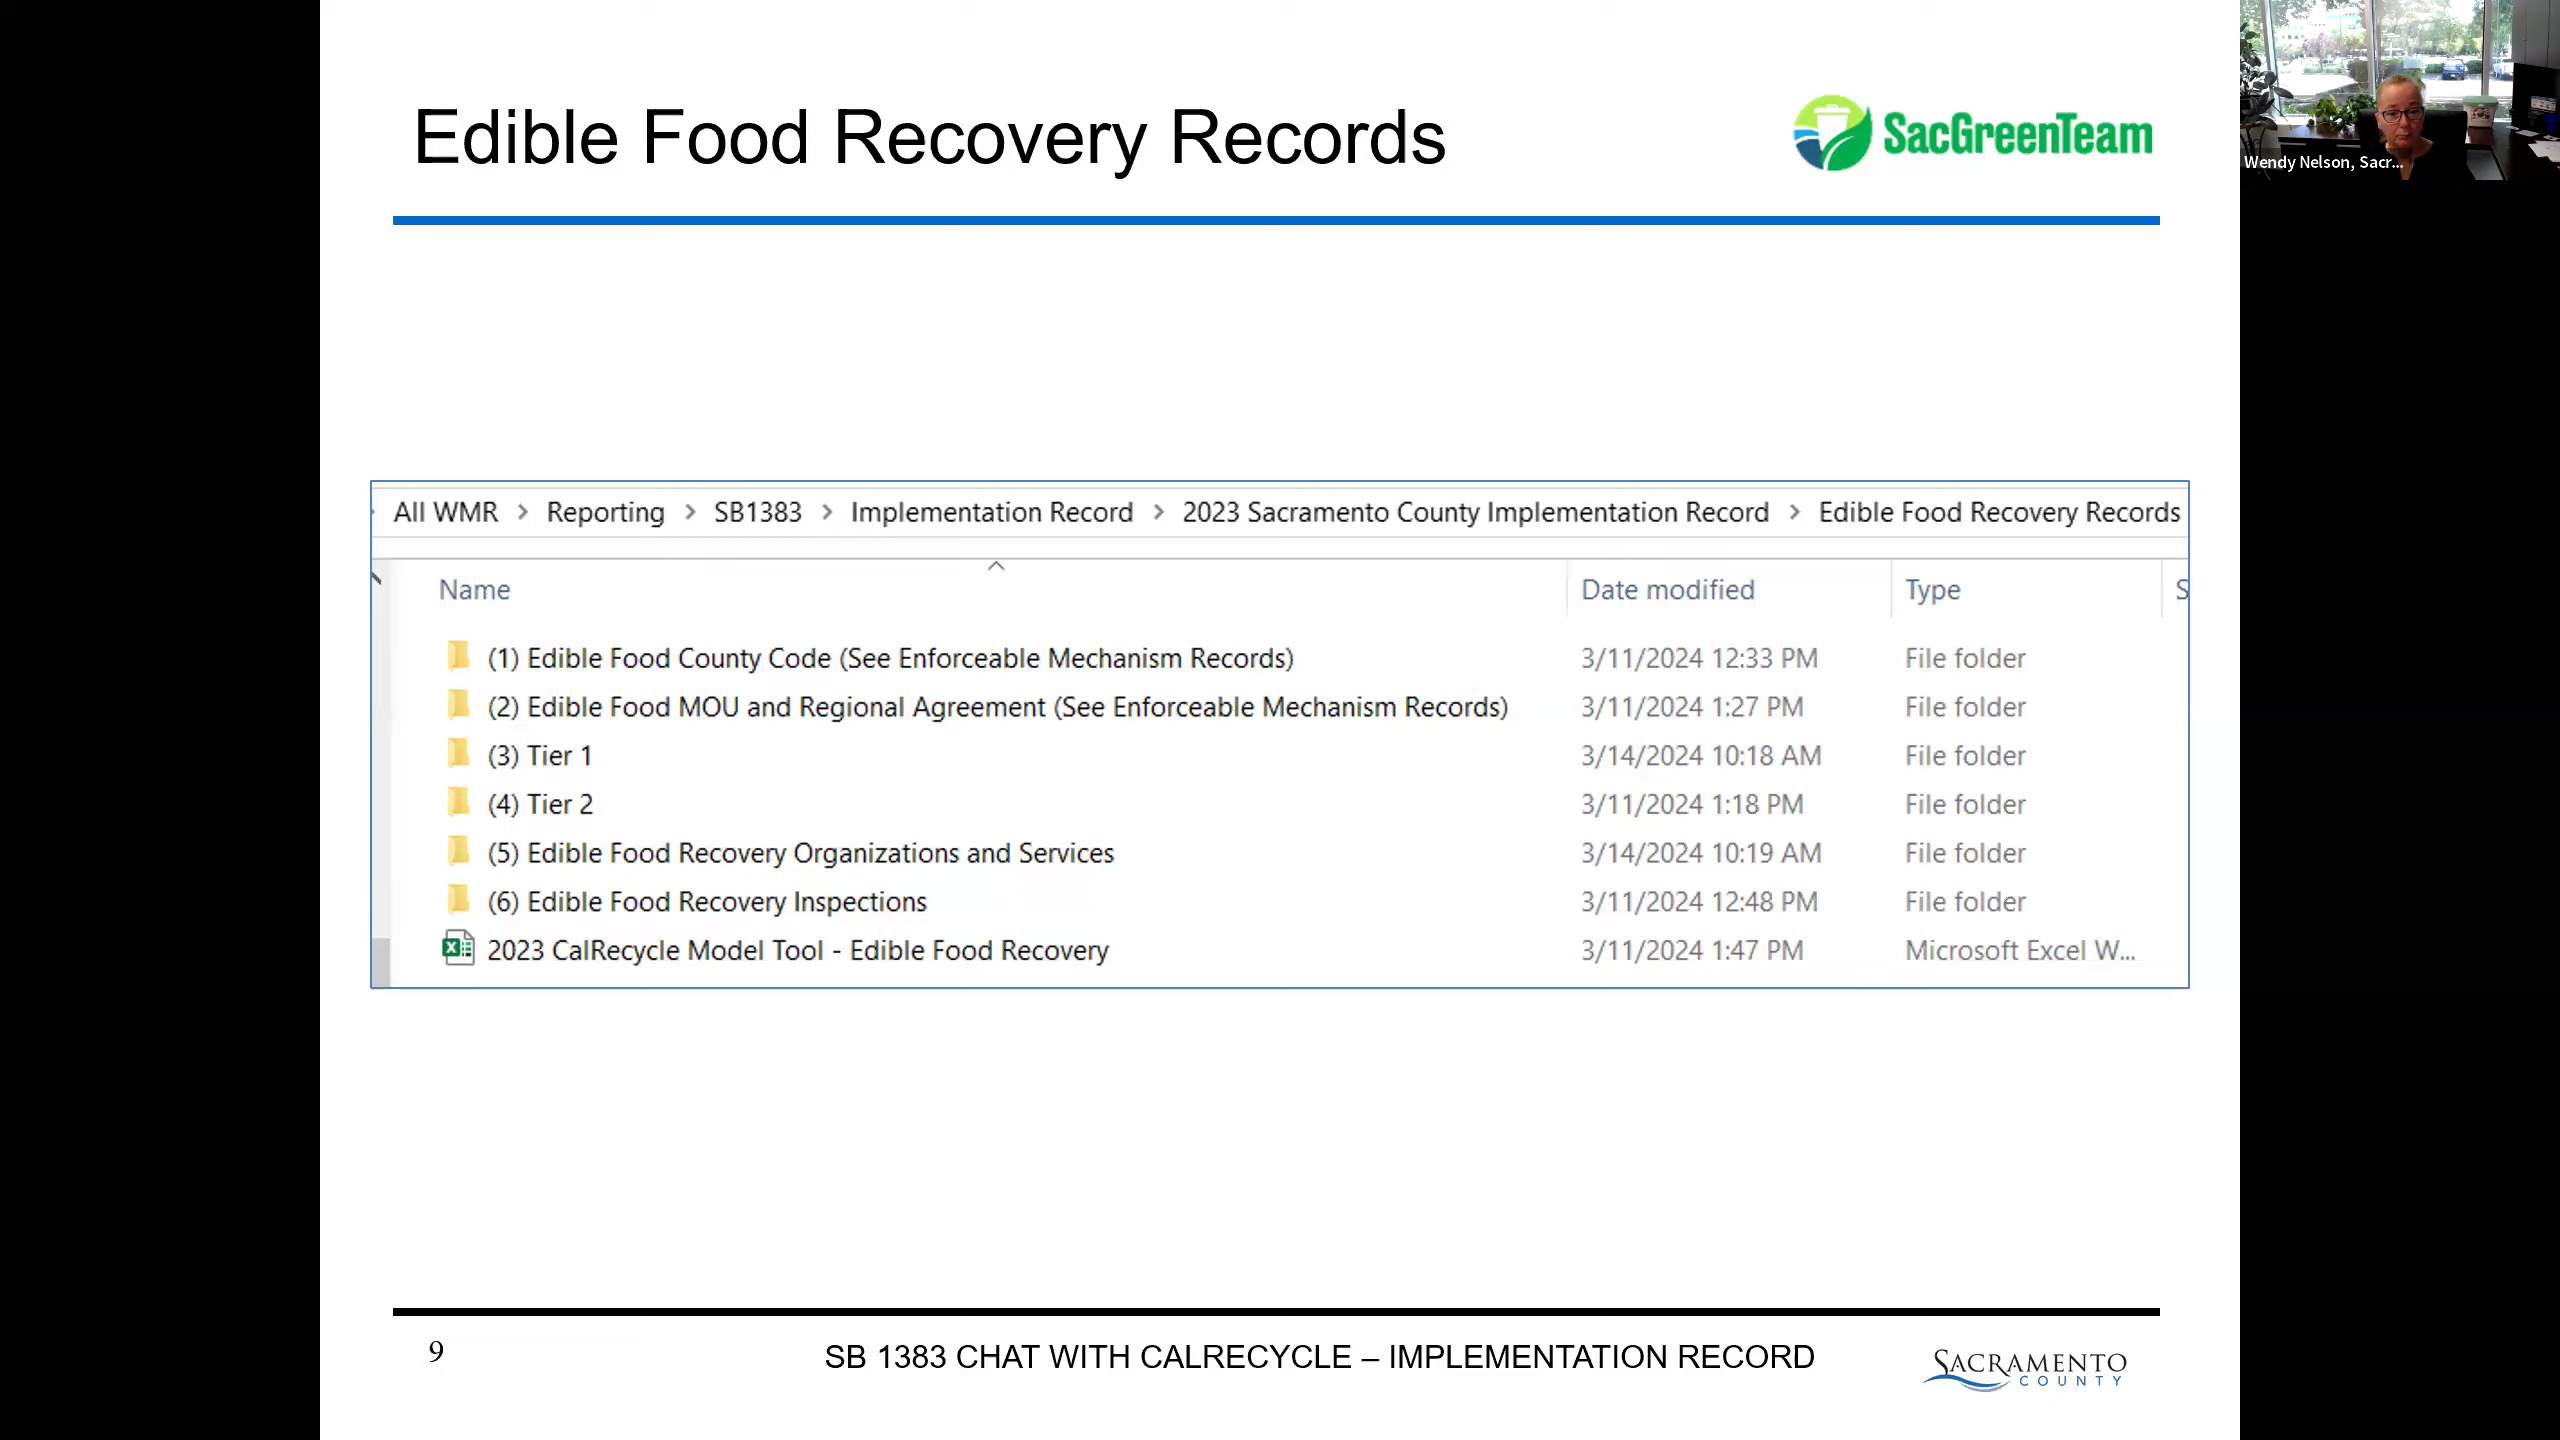 Edible Food Recovery Records
SacGreenTeam
Wendy Nelson, Sacr...
All WMR > Reporting > SB1383 > Implementation Record > 2023 Sacramento County Implementation Record > Edible Food Recovery Records
Name Date modified Type S
(1) Edible Food County Code (See Enforceable Mechanism Records) 3/11/2024 12:33 PM File folder
(2) Edible Food MOU and Regional Agreement (See Enforceable Mechanism Records) 3/11/2024 1:27 PM File folder
(3) Tier 1 3/14/2024 10:18 AM File folder
(4) Tier 2 3/11/2024 1:18 PM File folder
(5) Edible Food Recovery Organizations and Services 3/14/2024 10:19 AM File folder
(6) Edible Food Recovery Inspections 3/11/2024 12:48 PM File folder
2023 CalRecycle Model Tool - Edible Food Recovery 3/11/2024 1:47 PM Microsoft Excel W...
9
SB 1383 CHAT WITH CALRECYCLE – IMPLEMENTATION RECORD
SACRAMENTO
COUNTY